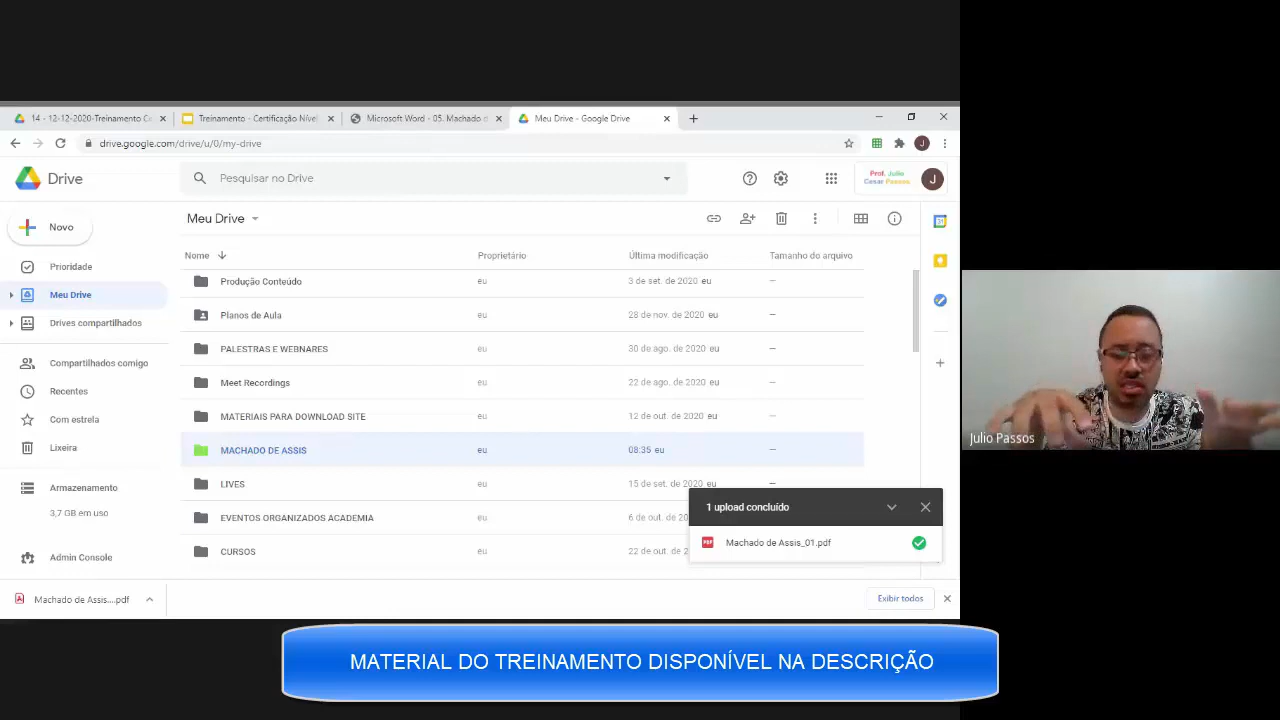 14 - 12-12-2020-Treinamento C
Treinamento - Certificação Nível
Microsoft Word - 05. Machado d
Meu Drive - Google Drive
drive.google.com/drive/u/0/my-drive
J
Drive
Pesquisar no Drive
Prof. Julio
Cesar Passos
J
Novo
Meu Drive
Nome
Proprietário
Última modificação
Tamanho do arquivo
Prioridade
Meu Drive
Drives compartilhados
Compartilhados comigo
Recentes
Com estrela
Lixeira
Armazenamento
3,7 GB em uso
Admin Console
Produção Conteúdo eu 3 de set. de 2020 eu —
Planos de Aula eu 28 de nov. de 2020 eu —
PALESTRAS E WEBNARES eu 30 de ago. de 2020 eu —
Meet Recordings eu 22 de ago. de 2020 eu —
MATERIAIS PARA DOWNLOAD SITE eu 12 de out. de 2020 eu —
MACHADO DE ASSIS eu 08:35 eu —
LIVES eu 15 de set. de 2020 eu —
EVENTOS ORGANIZADOS ACADEMIA eu 6 de out. de 20
CURSOS eu 22 de out. de
31
1 upload concluído
PDF Machado de Assis_01.pdf
Machado de Assis....pdf
Exibir todos
Julio Passos
MATERIAL DO TREINAMENTO DISPONÍVEL NA DESCRIÇÃO